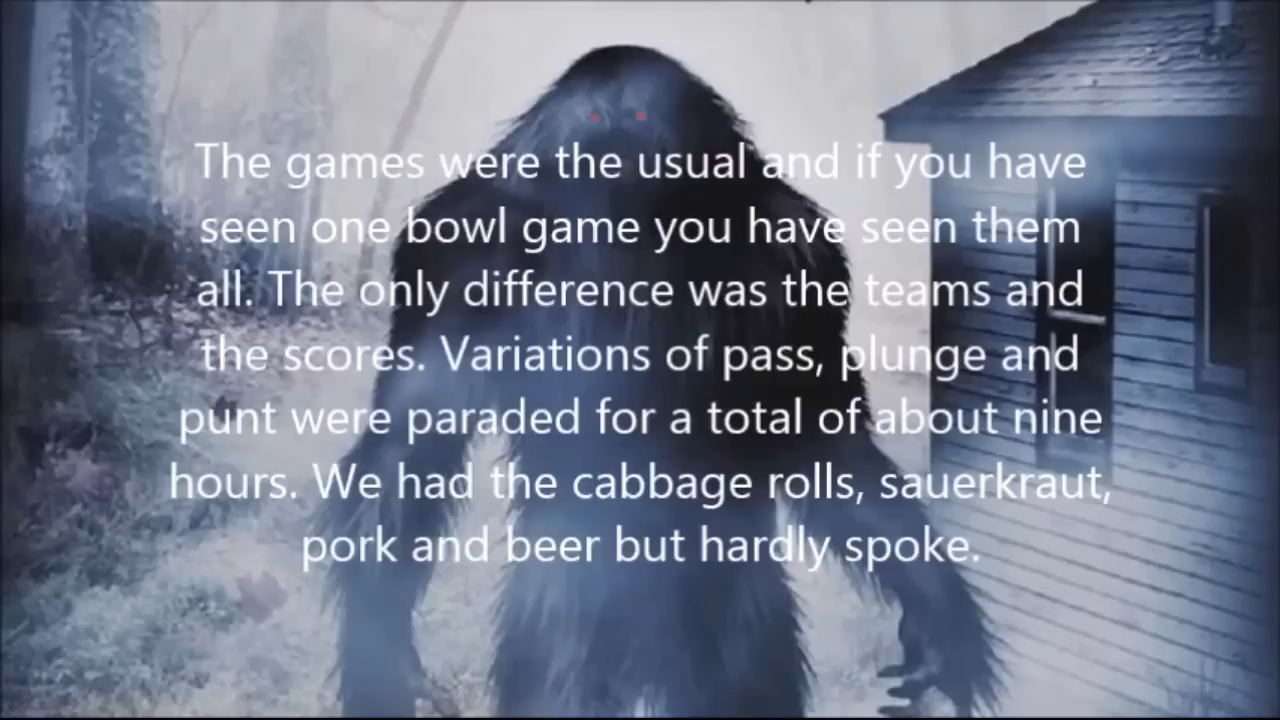 The games were the usual and if you have
seen one bowl game you have seen them
all. The only difference was the teams and
the scores. Variations of pass, plunge and
punt were paraded for a total of about nine
hours. We had the cabbage rolls, sauerkraut,
pork and beer but hardly spoke.